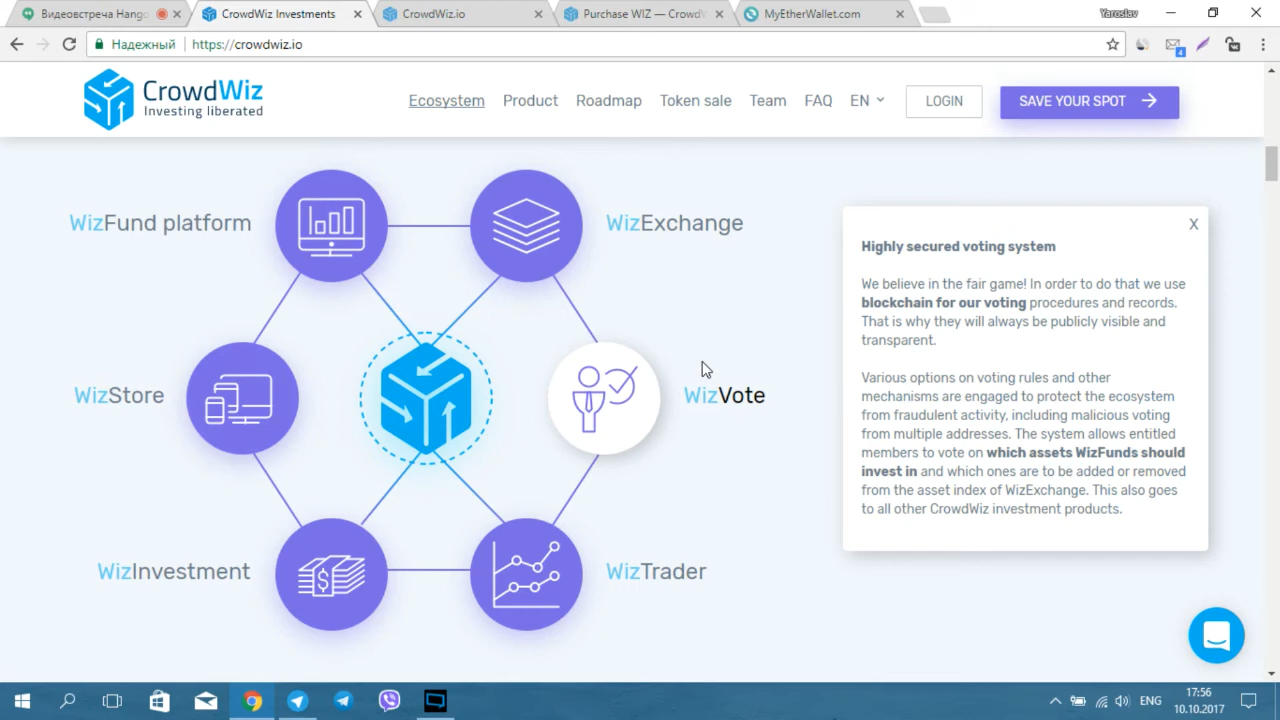 Видеовстреча Hango
CrowdWiz Investments
CrowdWiz.io
Purchase WIZ — CrowdW
MyEtherWallet.com
Yaroslav
Надежный
https://crowdwiz.io
4
CrowdWiz
Investing liberated
Ecosystem
Product
Roadmap
Token sale
Team
FAQ
EN
LOGIN
SAVE YOUR SPOT
WizFund platform
WizExchange
WizStore
WizVote
WizInvestment
WizTrader
X
Highly secured voting system
We believe in the fair game! In order to do that we use
blockchain for our voting procedures and records.
That is why they will always be publicly visible and
transparent.
Various options on voting rules and other
mechanisms are engaged to protect the ecosystem
from fraudulent activity, including malicious voting
from multiple addresses. The system allows entitled
members to vote on which assets WizFunds should
invest in and which ones are to be added or removed
from the asset index of WizExchange. This also goes
to all other CrowdWiz investment products.
ENG
17:56
10.10.2017